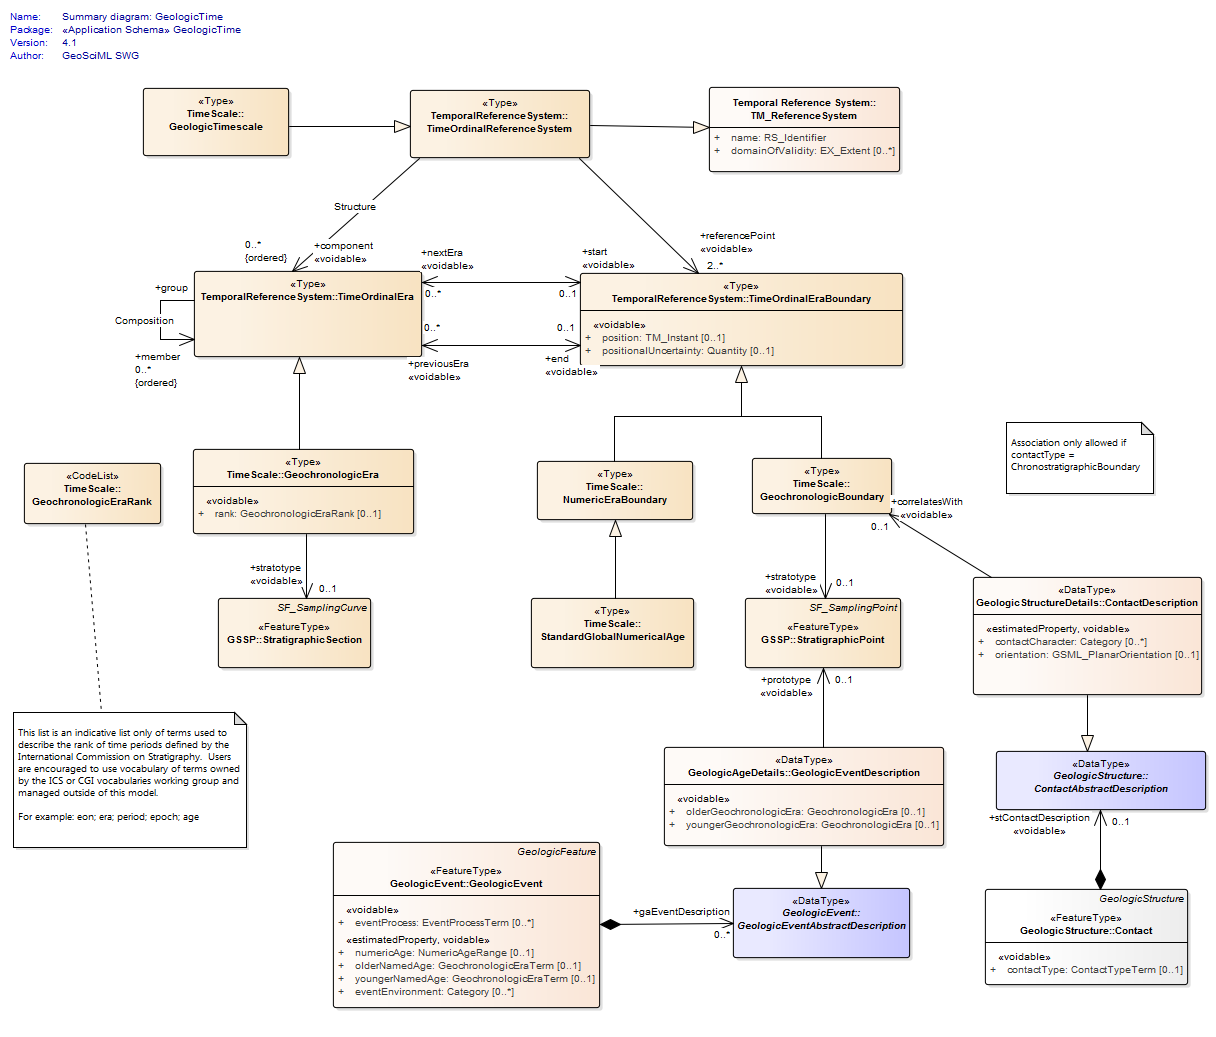 Name: Summary diagram: GeologicTime
Package: «Application Schema» GeologicTime
Version: 4.1
Author: GeoSciML SWG
«Type»
TimeScale::
GeologicTimescale
«Type»
TemporalReferenceSystem::
TimeOrdinalReferenceSystem
Temporal Reference System::
TM_ReferenceSystem
+ name: RS_Identifier
+ domainOfValidity: EX_Extent [0..*]
Structure
0..*
{ordered}
+component
«voidable»
+referencePoint
«voidable»
2..*
+nextEra
«voidable»
0..*
+start
«voidable»
0..1
«Type»
TemporalReferenceSystem::TimeOrdinalEra
+group
Composition
+member
0..*
{ordered}
0..*
+previousEra
«voidable»
0..1
+end
«voidable»
«Type»
TemporalReferenceSystem::TimeOrdinalEraBoundary
«voidable»
+ position: TM_Instant [0..1]
+ positionalUncertainty: Quantity [0..1]
Association only allowed if
contactType =
ChronostratigraphicBoundary
«CodeList»
TimeScale::
GeochronologicEraRank
«Type»
TimeScale::GeochronologicEra
«voidable»
+ rank: GeochronologicEraRank [0..1]
«Type»
TimeScale::
NumericEraBoundary
«Type»
TimeScale::
GeochronologicBoundary
+correlatesWith
«voidable»
0..1
+stratotype
«voidable»
0..1
SF_SamplingCurve
«FeatureType»
GSSP::StratigraphicSection
«Type»
TimeScale::
StandardGlobalNumericalAge
+stratotype
«voidable»
0..1
SF_SamplingPoint
«FeatureType»
GSSP::StratigraphicPoint
+prototype
«voidable»
0..1
«DataType»
GeologicStructureDetails::ContactDescription
«estimatedProperty, voidable»
+ contactCharacter: Category [0..*]
+ orientation: GSML_PlanarOrientation [0..1]
This list is an indicative list only of terms used to
describe the rank of time periods defined by the
International Commission on Stratigraphy. Users
are encouraged to use vocabulary of terms owned
by the ICS or CGI vocabularies working group and
managed outside of this model.
For example: eon; era; period; epoch; age
«DataType»
GeologicAgeDetails::GeologicEventDescription
«voidable»
+ olderGeochronologicEra: GeochronologicEra [0..1]
+ youngerGeochronologicEra: GeochronologicEra [0..1]
«DataType»
GeologicStructure::
ContactAbstractDescription
+stContactDescription
«voidable»
0..1
GeologicFeature
«FeatureType»
GeologicEvent::GeologicEvent
«voidable»
+ eventProcess: EventProcessTerm [0..*]
«estimatedProperty, voidable»
+ numericAge: NumericAgeRange [0..1]
+ olderNamedAge: GeochronologicEraTerm [0..1]
+ youngerNamedAge: GeochronologicEraTerm [0..1]
+ eventEnvironment: Category [0..*]
+gaEventDescription
0..*
«DataType»
GeologicEvent::
GeologicEventAbstractDescription
GeologicStructure
«FeatureType»
GeologicStructure::Contact
«voidable»
+ contactType: ContactTypeTerm [0..1]